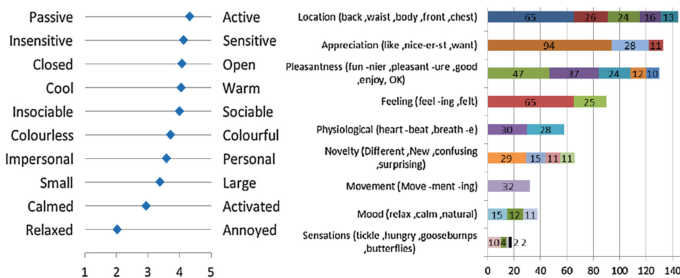 Passive Active
Insensitive Sensitive
Closed Open
Cool Warm
Insociable Sociable
Colourless Colourful
Impersonal Personal
Small Large
Calmed Activated
Relaxed Annoyed
1 2 3 4 5
Location (back ,waist ,body ,front ,chest) 65 26 24 16 13
Appreciation (like ,nice-er-st ,want) 94 28 11
Pleasantness (fun -nier ,pleasant -ure ,good
,enjoy, OK) 47 37 24 12 10
Feeling (feel -ing ,felt) 65 25
Physiological (heart -beat ,breath -e) 30 28
Novelty (Different ,New ,confusing
,surprising) 29 15 11 11
Movement (Move -ment -ing) 32
Mood (relax ,calm ,natural) 15 12 11
Sensations (tickle ,hungry ,goosebumps
,butterflies) 10 4 2 2
0 20 40 60 80 100 120 140